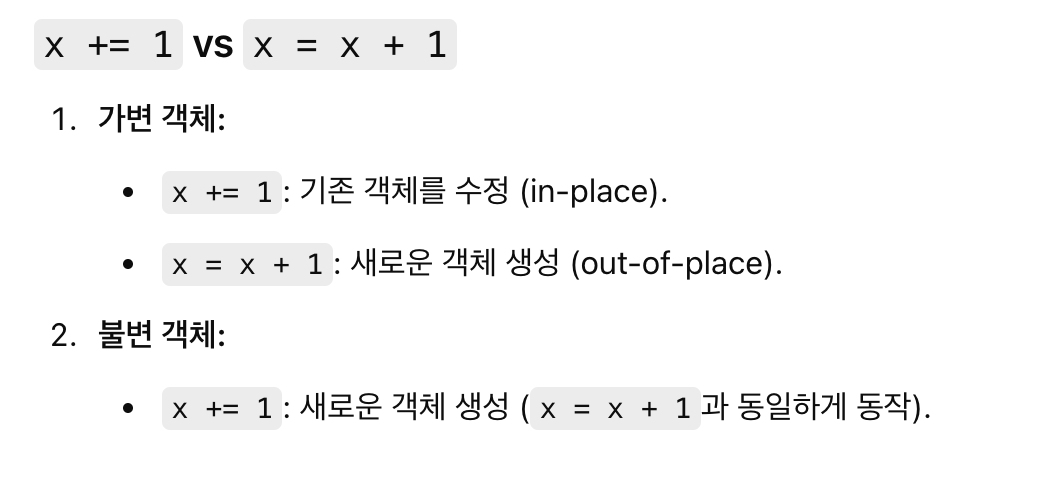 x += 1 vs x = x + 1
1. 가변 객체:
• x += 1: 기존 객체를 수정 (in-place).
• x = x + 1: 새로운 객체 생성 (out-of-place).
2. 불변 객체:
• x += 1: 새로운 객체 생성 (x = x + 1과 동일하게 동작).